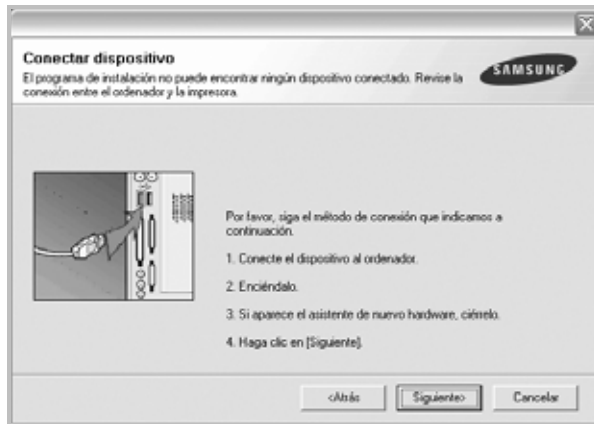 Conectar dispositivo
El programa de instalación no puede encontrar ningún dispositivo conectado. Revise la
conexión entre el ordenador y la impresora.
SAMSUNG
Por favor, siga el método de conexión que indicamos a
continuación.
1. Conecte el dispositivo al ordenador.
2. Enciéndalo.
3. Si aparece el asistente de nuevo hardware, ciérrelo.
4. Haga clic en [Siguiente].
<Atrás
Siguiente>
Cancelar